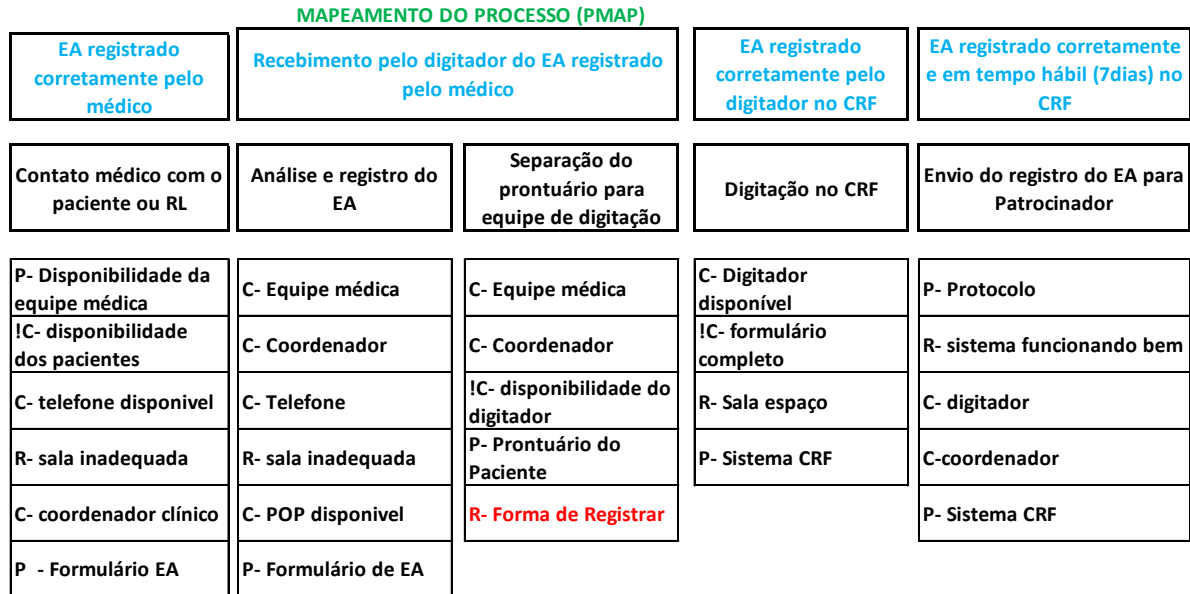 MAPEAMENTO DO PROCESSO (PMAP)
EA registrado
corretamente pelo
médico
Recebimento pelo digitador do EA registrado
pelo médico
EA registrado
corretamente pelo
digitador no CRF
EA registrado corretamente
e em tempo hábil (7dias) no
CRF
Contato médico com o
paciente ou RL
Análise e registro do
EA
Separação do
prontuário para
equipe de digitação
Digitação no CRF
Envio do registro do EA para
Patrocinador
P- Disponibilidade da
equipe médica
!C- disponibilidade
dos pacientes
C- telefone disponivel
R- sala inadequada
C- coordenador clínico
P - Formulário EA
C- Equipe médica
C- Coordenador
C- Telefone
R- sala inadequada
C- POP disponivel
P- Formulário de EA
C- Equipe médica
C- Coordenador
!C- disponibilidade do
digitador
P- Prontuário do
Paciente
R- Forma de Registrar
C- Digitador
disponível
!C- formulário
completo
R- Sala espaço
P- Sistema CRF
P- Protocolo
R- sistema funcionando bem
C- digitador
C-coordenador
P- Sistema CRF